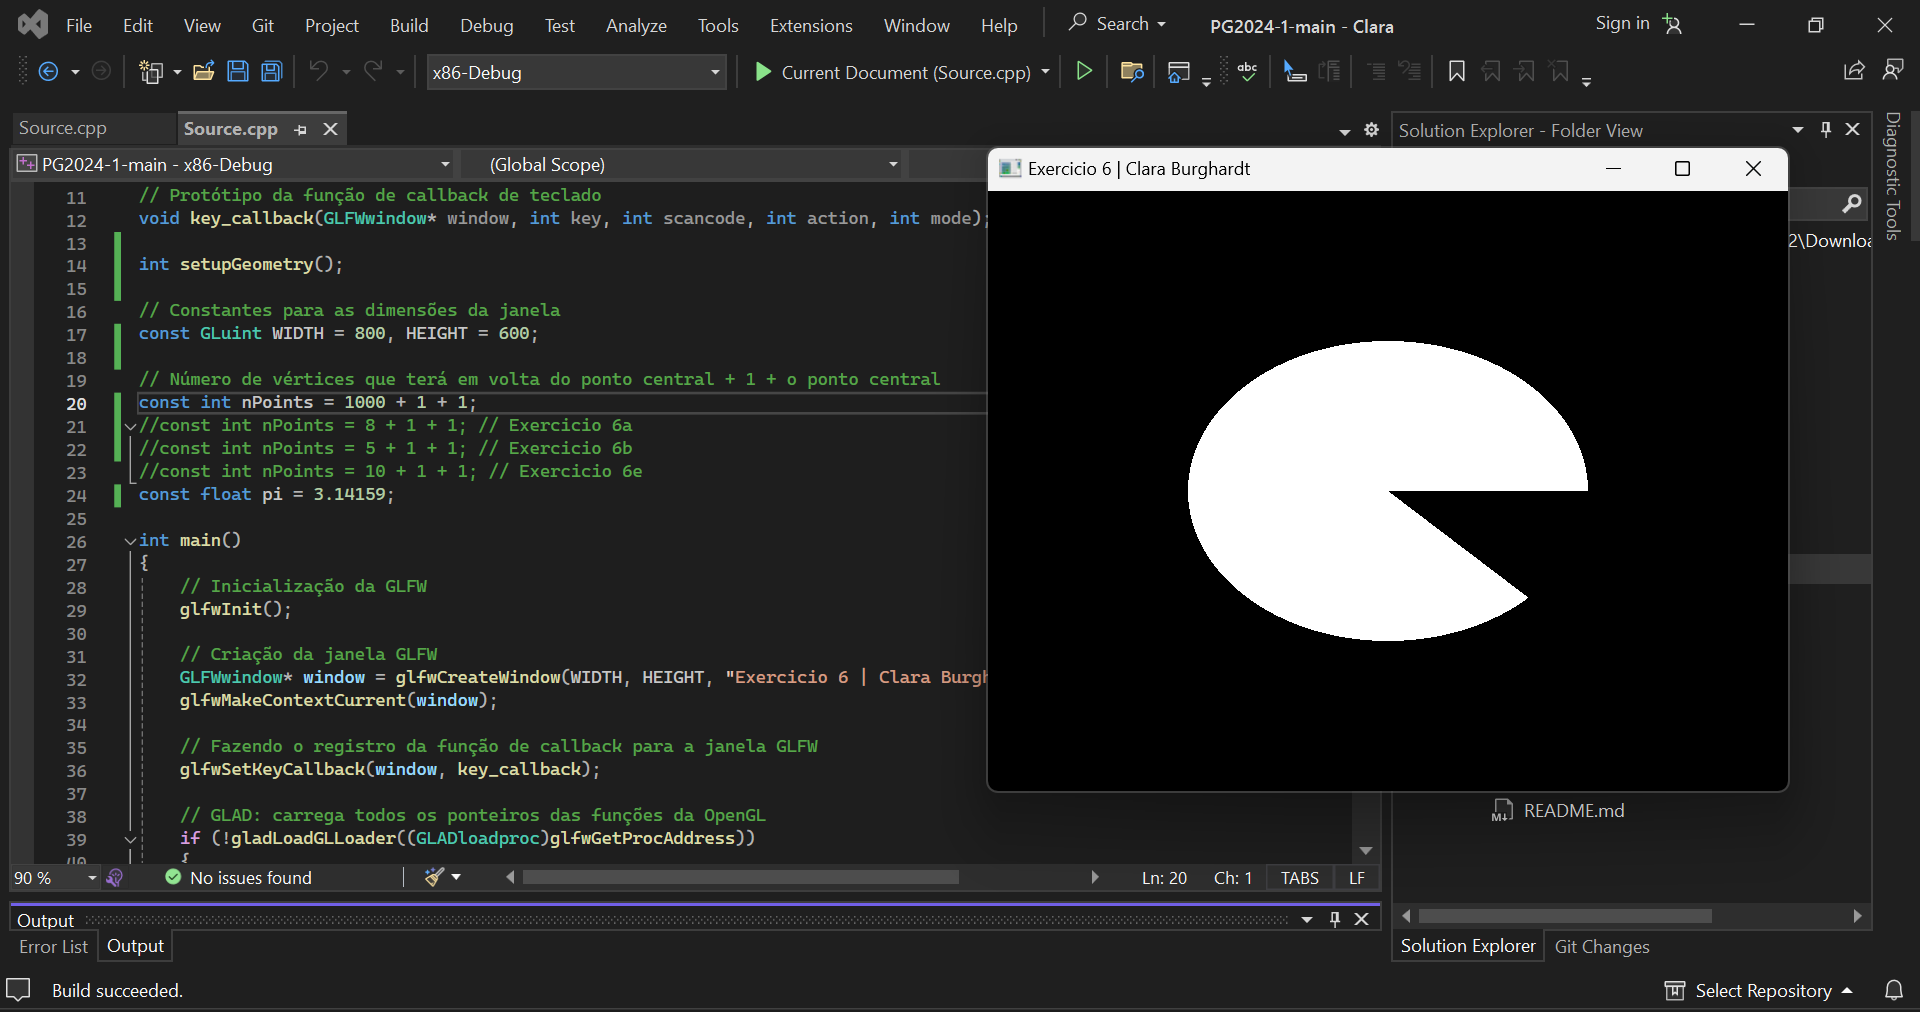 File Edit View Git Project Build Debug Test Analyze Tools Extensions Window Help Search PG2024-1-main - Clara Sign in
x86-Debug Current Document (Source.cpp) abc
Source.cpp Source.cpp Solution Explorer - Folder View
Diagnostic Tools
PG2024-1-main - x86-Debug (Global Scope)
Exercicio 6 | Clara Burghardt
2\Downloa
11 // Protótipo da função de callback de teclado
12 void key_callback(GLFWwindow* window, int key, int scancode, int action, int mode);
13
14 int setupGeometry();
15
16 // Constantes para as dimensões da janela
17 const GLuint WIDTH = 800, HEIGHT = 600;
18
19 // Número de vértices que terá em volta do ponto central + 1 + o ponto central
20 const int nPoints = 1000 + 1 + 1;
21 //const int nPoints = 8 + 1 + 1; // Exercicio 6a
22 //const int nPoints = 5 + 1 + 1; // Exercicio 6b
23 //const int nPoints = 10 + 1 + 1; // Exercicio 6e
24 const float pi = 3.14159;
25
26 int main()
27 {
28 // Inicialização da GLFW
29 glfwInit();
30
31 // Criação da janela GLFW
32 GLFWwindow* window = glfwCreateWindow(WIDTH, HEIGHT, "Exercicio 6 | Clara Burgh
33 glfwMakeContextCurrent(window);
34
35 // Fazendo o registro da função de callback para a janela GLFW
36 glfwSetKeyCallback(window, key_callback);
37
38 // GLAD: carrega todos os ponteiros das funções da OpenGL
39 if (!gladLoadGLLoader((GLADloadproc)glfwGetProcAddress))
40 {
README.md
90 % No issues found Ln: 20 Ch: 1 TABS LF
Output
Error List Output Solution Explorer Git Changes
Build succeeded. Select Repository